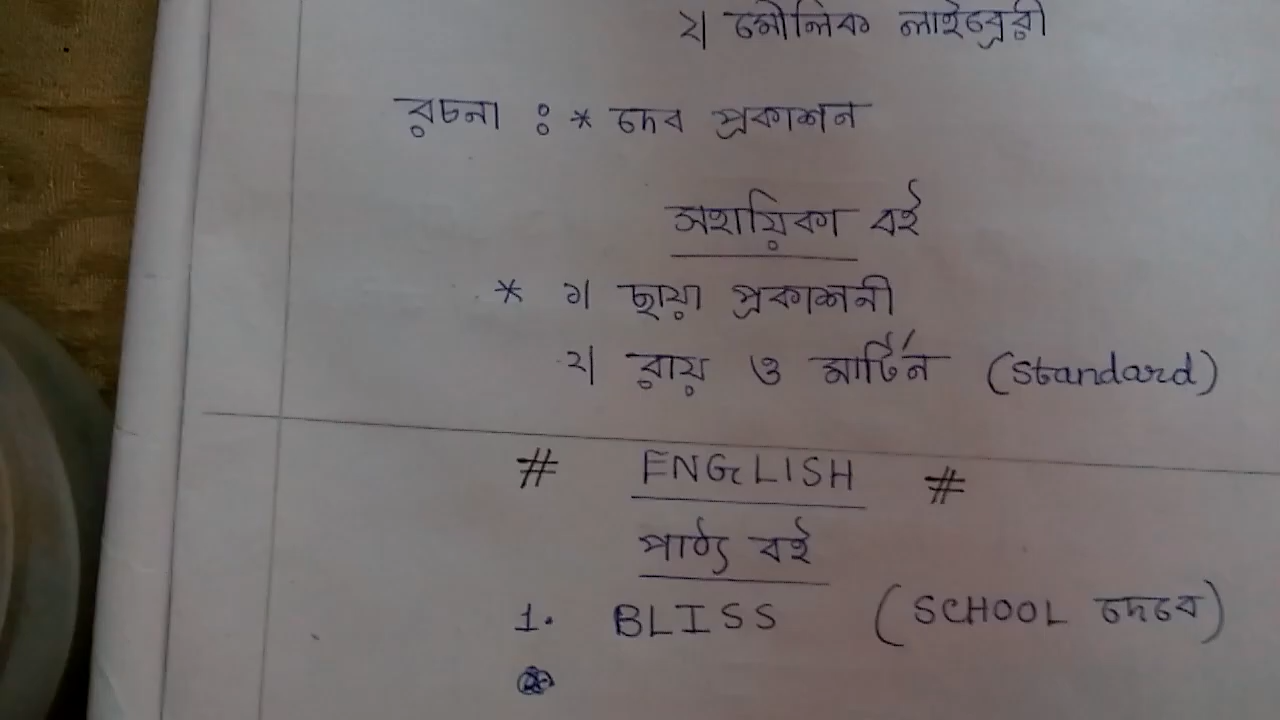 ২| মৌলিক লাইব্রেরী
রচনা : * দেব প্রকাশন
সহায়িকা বই
* ১| ছায়া প্রকাশনী
২| রায় ও মার্টিন (Standard)
# ENGLISH #
পাঠ্য বই
1. BLISS (SCHOOL দেবে)